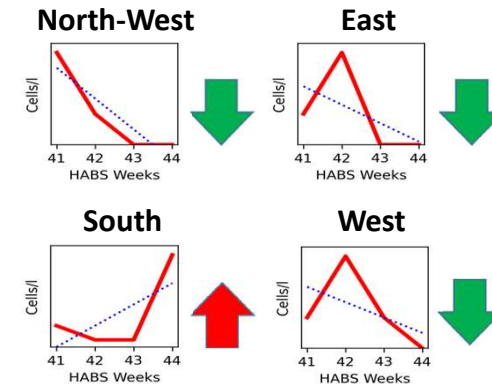 North-West
Cells/l
41 42 43 44
HABS Weeks
East
Cells/l
41 42 43 44
HABS Weeks
South
Cells/l
41 42 43 44
HABS Weeks
West
Cells/l
41 42 43 44
HABS Weeks